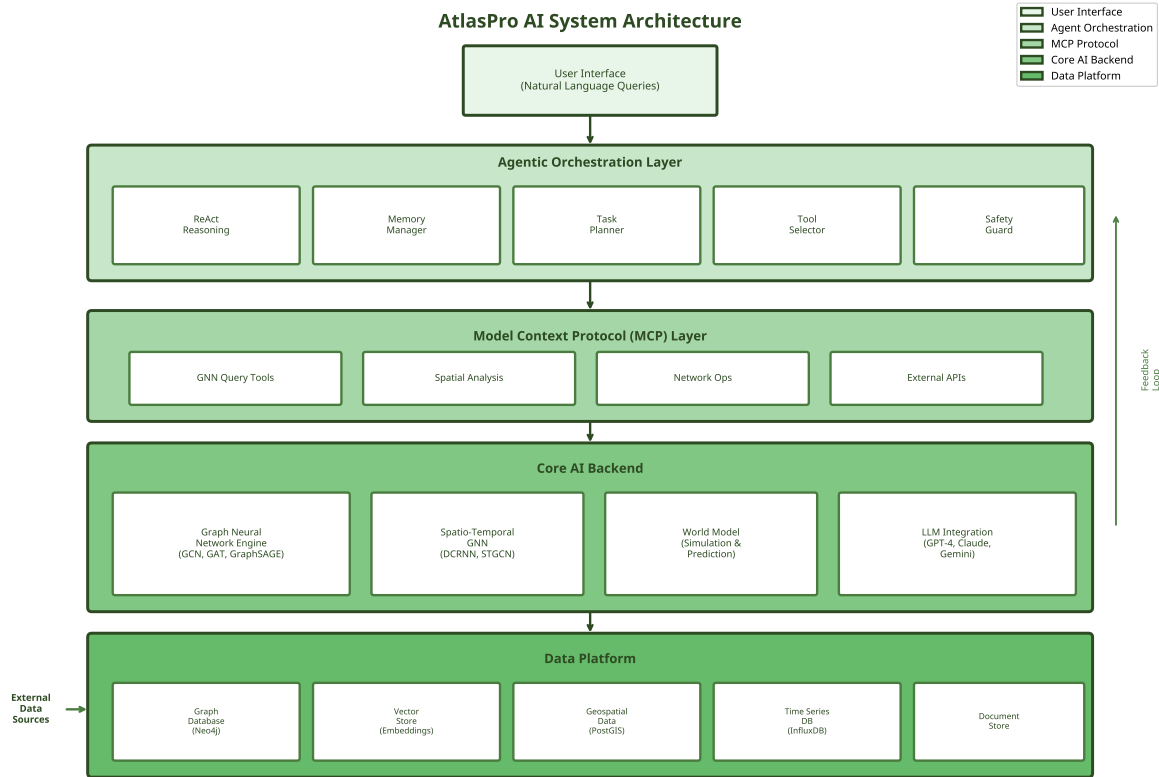 AtlasPro AI System Architecture
User Interface
Agent Orchestration
MCP Protocol
Core AI Backend
Data Platform
User Interface
(Natural Language Queries)
Agentic Orchestration Layer
ReAct
Reasoning
Memory
Manager
Task
Planner
Tool
Selector
Safety
Guard
Model Context Protocol (MCP) Layer
GNN Query Tools
Spatial Analysis
Network Ops
External APIs
Feedback
Loop
Core AI Backend
Graph Neural
Network Engine
(GCN, GAT, GraphSAGE)
Spatio-Temporal
GNN
(DCRNN, STGCN)
World Model
(Simulation &
Prediction)
LLM Integration
(GPT-4, Claude,
Gemini)
Data Platform
External
Data
Sources
Graph
Database
(Neo4j)
Vector
Store
(Embeddings)
Geospatial
Data
(PostGIS)
Time Series
DB
(InfluxDB)
Document
Store